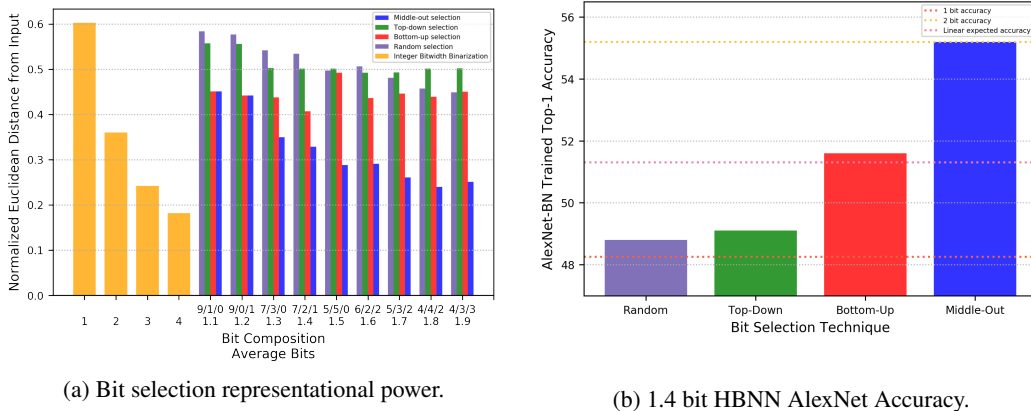 Normalized Euclidean Distance from Input
0.6
0.5
0.4
0.3
0.2
0.1
0.0
Middle-out selection
Top-down selection
Bottom-up selection
Random selection
Integer Bitwidth Binarization
9/1/0 9/0/1 7/3/0 7/2/1 5/5/0 6/2/2 5/3/2 4/4/2 4/3/3
1 2 3 4 1.1 1.2 1.3 1.4 1.5 1.6 1.7 1.8 1.9
Bit Composition
Average Bits
(a) Bit selection representational power.
AlexNet-BN Trained Top-1 Accuracy
56
54
52
50
48
1 bit accuracy
2 bit accuracy
Linear expected accuracy
Random Top-Down Bottom-Up Middle-Out
Bit Selection Technique
(b) 1.4 bit HBNN AlexNet Accuracy.